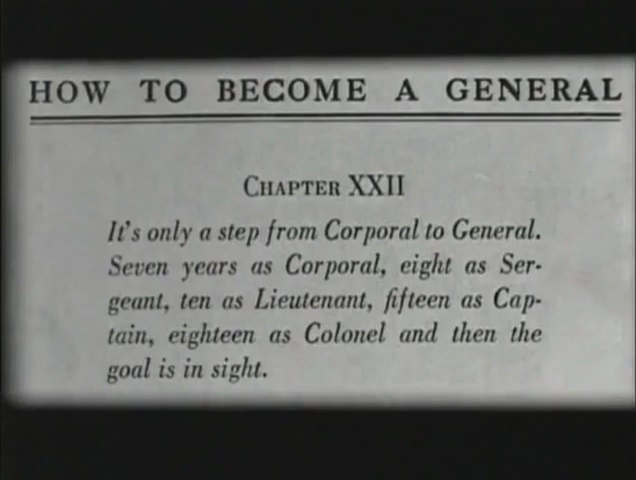 HOW TO BECOME A GENERAL
CHAPTER XXII
It's only a step from Corporal to General.
Seven years as Corporal, eight as Ser-
geant, ten as Lieutenant, fifteen as Cap-
tain, eighteen as Colonel and then the
goal is in sight.